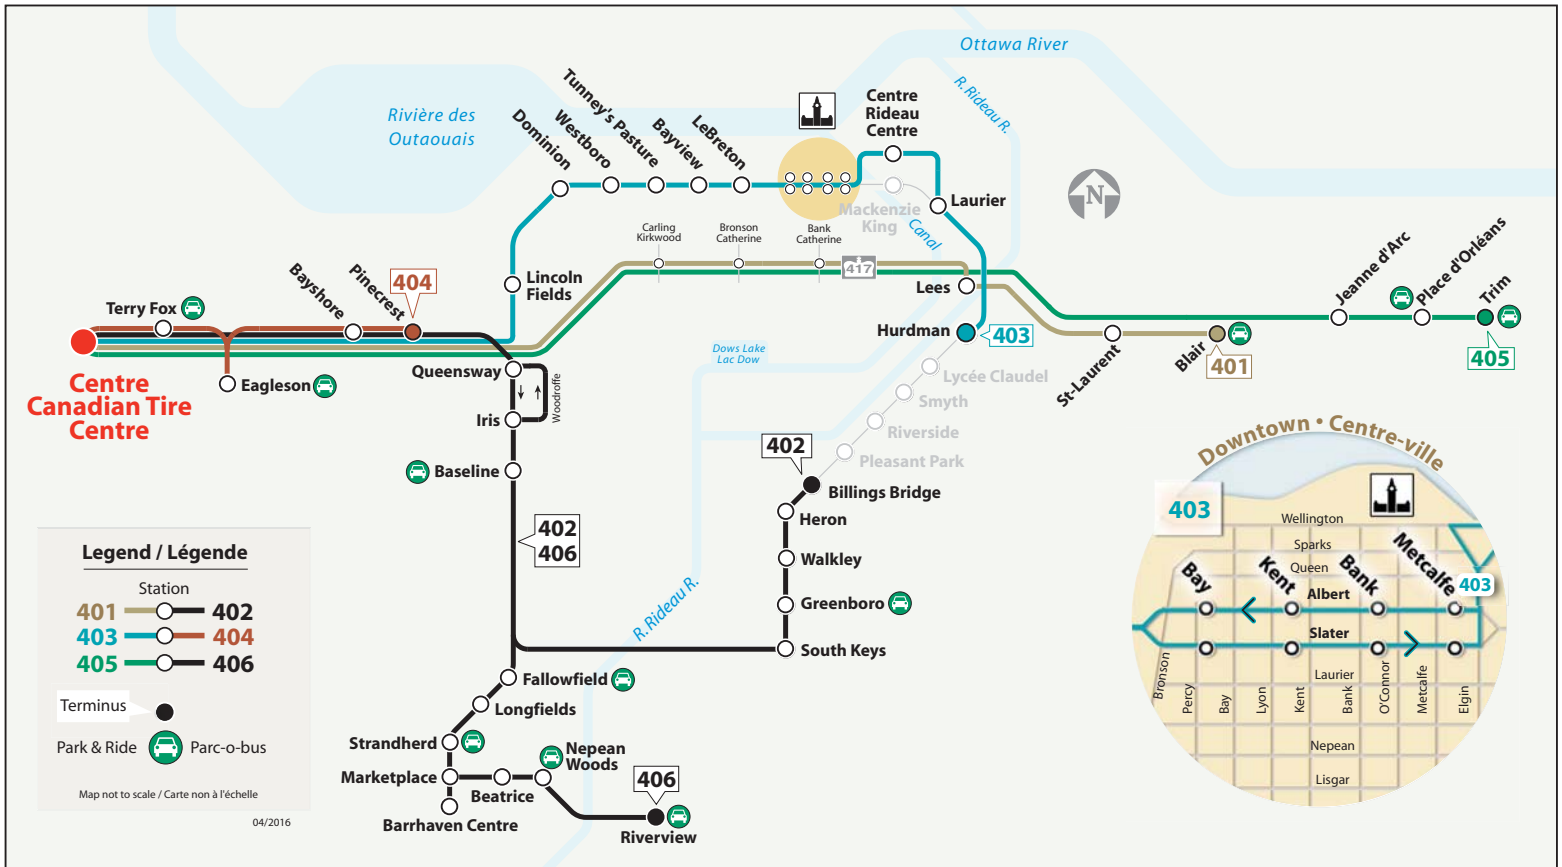 Ottawa River
Rivière des
Outaouais
R. Rideau R.
Centre
Rideau
Centre
Dominion
Westboro
Tunney's Pasture
Bayview
LeBreton
Mackenzie
King
Laurier
Canal
N
Carling
Kirkwood
Bronson
Catherine
Bank
Catherine
417
Lincoln
Fields
Lees
Hurdman
403
Jeanne d'Arc
Place d'Orléans
Trim
405
St-Laurent
Blair
401
Terry Fox
Bayshore
Pinecrest
404
Eagleson
Centre
Canadian Tire
Centre
Queensway
Woodroffe
Iris
Baseline
Dows Lake
Lac Dow
Lycée Claudel
Smyth
Riverside
Pleasant Park
402
Billings Bridge
Heron
Walkley
Greenboro
South Keys
402
406
R. Rideau R.
Fallowfield
Longfields
Strandherd
Marketplace
Beatrice
Nepean
Woods
Barrhaven Centre
406
Riverview
Legend / Légende
Station
401 402
403 404
405 406
Terminus
Park & Ride Parc-o-bus
Map not to scale / Carte non à l'échelle
04/2016
Downtown • Centre-ville
403
Wellington
Sparks
Queen
Bay
Kent
Bank
Metcalfe
403
Albert
Slater
Laurier
Bronson
Percy
Bay
Lyon
Kent
Bank
O'Connor
Metcalfe
Elgin
Nepean
Lisgar